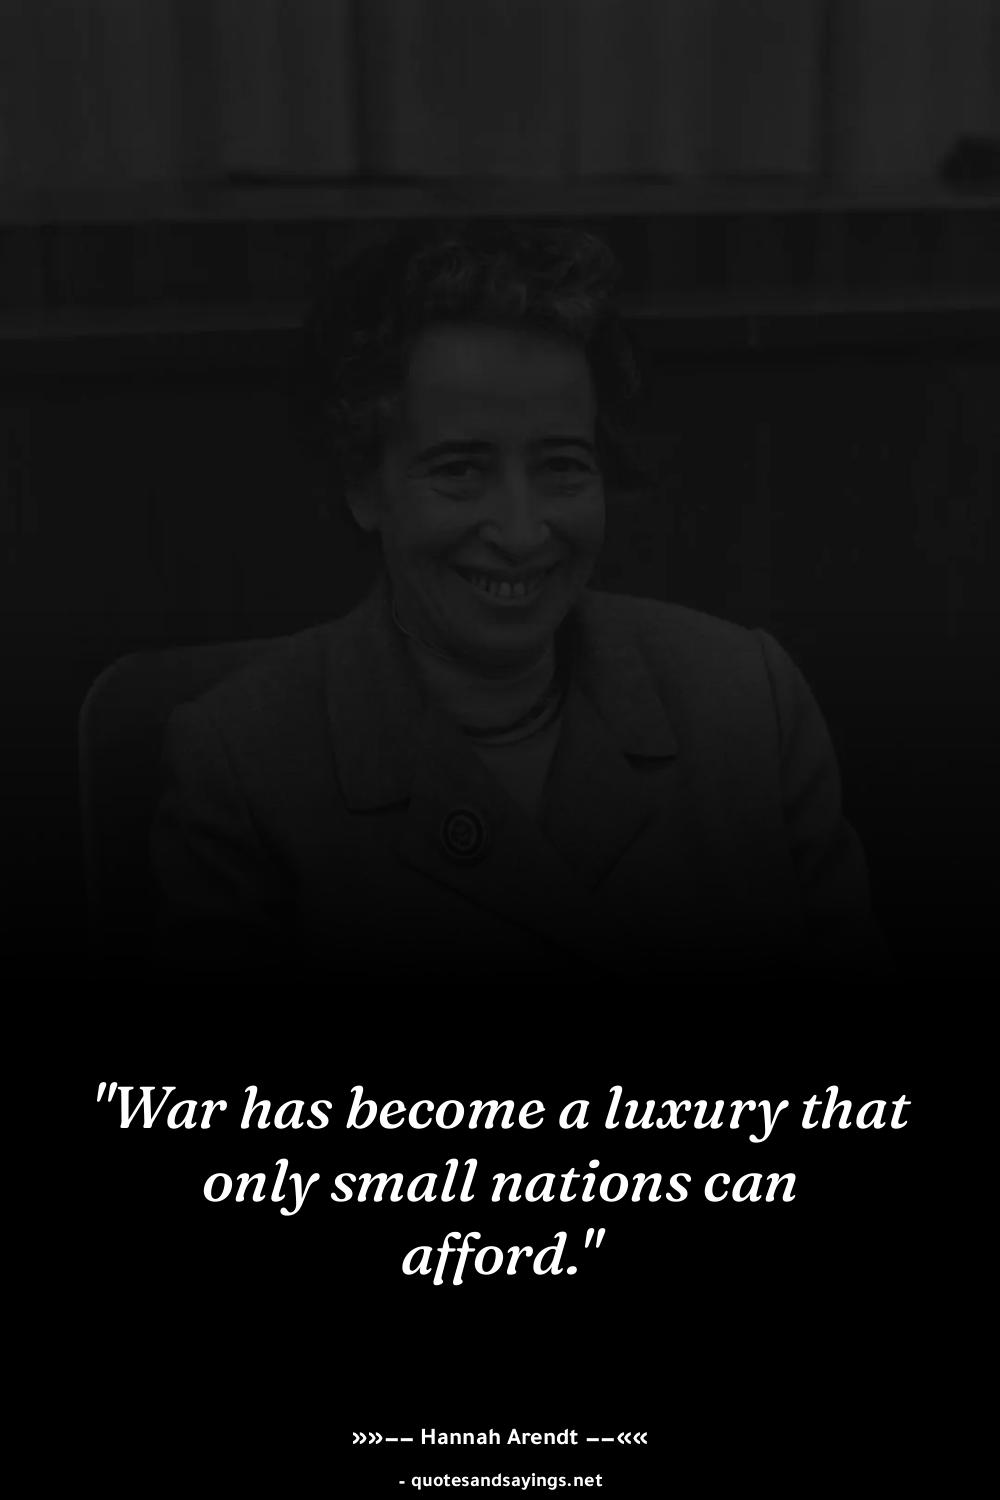 "War has become a luxury that
only small nations can
afford."
»»−− Hannah Arendt −−««
- quotesandsayings.net